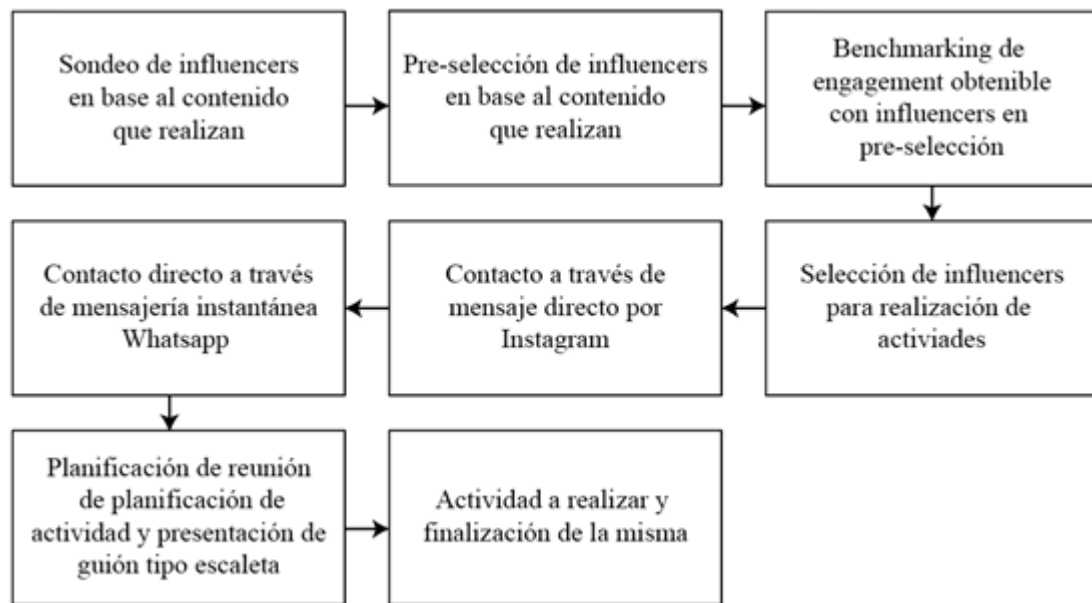 Sondeo de influencers
en base al contenido
que realizan
Pre-selección de influencers
en base al contenido
que realizan
Benchmarking de
engagement obtenible
con influencers en
pre-selección
Selección de influencers
para realización de
activiades
Contacto a través de
mensaje directo por
Instagram
Contacto directo a través
de mensajería instantánea
Whatsapp
Planificación de reunión
de planificación de
actividad y presentación de
guión tipo escaleta
Actividad a realizar y
finalización de la misma